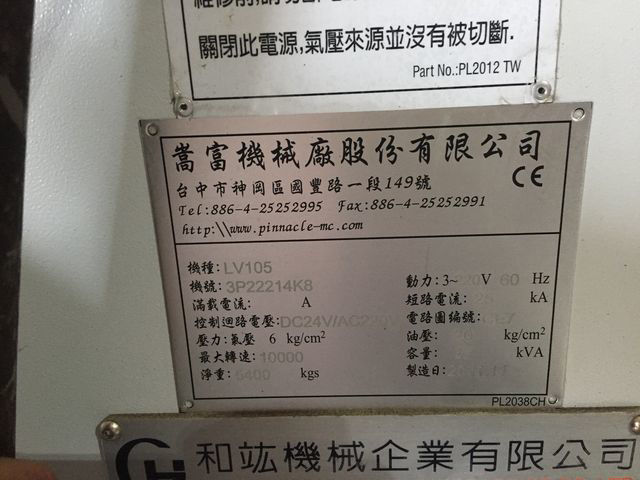 關閉此電源,氣壓來源並沒有被切斷.
Part No.:PL2012 TW
嵩富機械廠股份有限公司
台中市神岡區國豐路一段149號
CE
Tel:886-4-25252995 Fax:886-4-25252991
http:\\www.pinnacle-mc.com
機種:LV105
機號:3P22214K8
動力:3~ 220 V 60 Hz
滿載電流: A
短路電流: kA
控制迴路電壓:DC24V/AC220V
電路圖編號:
壓力:氣壓 6 kg/cm²
油壓: kg/cm²
最大轉速:10000
容量: kVA
淨重:6400 kgs
製造日:
PL2038CH
和竑機械企業有限公司